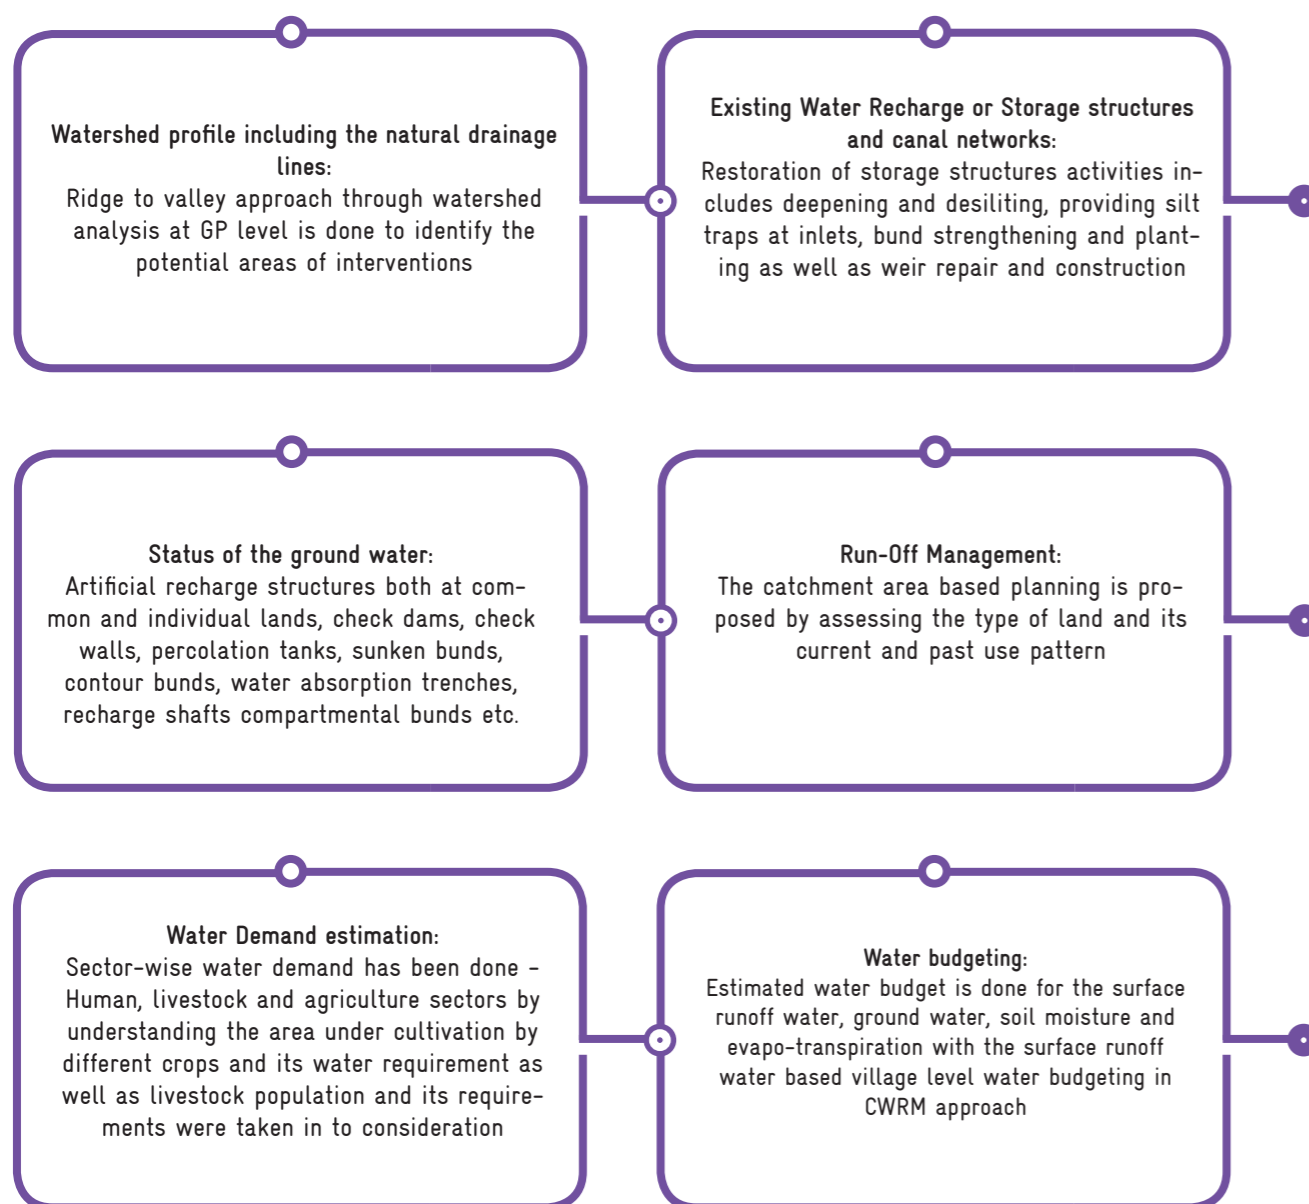 Watershed profile including the natural drainage
lines:
Ridge to valley approach through watershed
analysis at GP level is done to identify the
potential areas of interventions
Existing Water Recharge or Storage structures
and canal networks:
Restoration of storage structures activities in-
cludes deepening and desiliting, providing silt
traps at inlets, bund strengthening and plant-
ing as well as weir repair and construction
Status of the ground water:
Artificial recharge structures both at com-
mon and individual lands, check dams, check
walls, percolation tanks, sunken bunds,
contour bunds, water absorption trenches,
recharge shafts compartmental bunds etc.
Run-Off Management:
The catchment area based planning is pro-
posed by assessing the type of land and its
current and past use pattern
Water Demand estimation:
Sector-wise water demand has been done -
Human, livestock and agriculture sectors by
understanding the area under cultivation by
different crops and its water requirement as
well as livestock population and its require-
ments were taken in to consideration
Water budgeting:
Estimated water budget is done for the surface
runoff water, ground water, soil moisture and
evapo-transpiration with the surface runoff
water based village level water budgeting in
CWRM approach